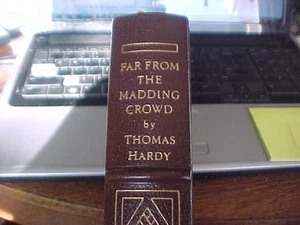 FAR FROM
THE
MADDING
CROWD
by
THOMAS
HARDY